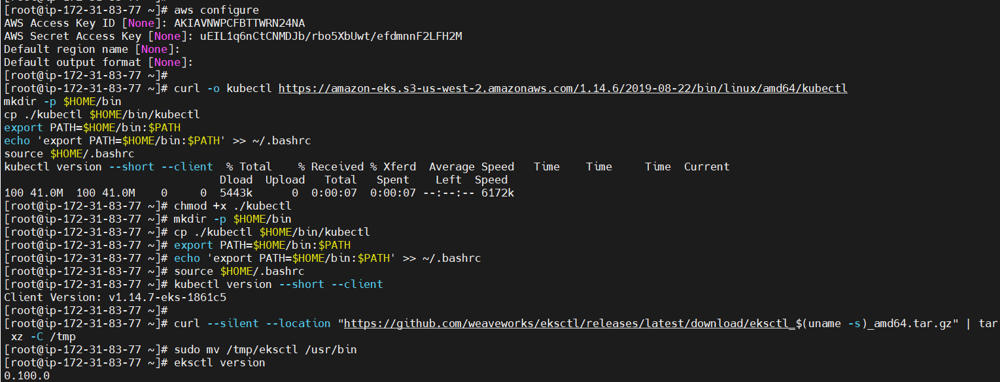 [root@ip-172-31-83-77 ~]# aws configure
AWS Access Key ID [None]: AKIAVNWPCFBTTWRN24NA
AWS Secret Access Key [None]: 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
Default region name [None]:
Default output format [None]:
[root@ip-172-31-83-77 ~]#
[root@ip-172-31-83-77 ~]# curl -o kubectl https://amazon-eks.s3-us-west-2.amazonaws.com/1.14.6/2019-08-22/bin/linux/amd64/kubectl
mkdir -p $HOME/bin
cp ./kubectl $HOME/bin/kubectl
export PATH=$HOME/bin:$PATH
echo 'export PATH=$HOME/bin:$PATH' >> ~/.bashrc
source $HOME/.bashrc
kubectl version --short --client  % Total    % Received % Xferd  Average Speed   Time    Time     Time  Current
                                 Dload  Upload   Total   Spent    Left  Speed
100 41.0M  100 41.0M    0     0  5443k      0  0:00:07  0:00:07 --:--:-- 6172k
[root@ip-172-31-83-77 ~]# chmod +x ./kubectl
[root@ip-172-31-83-77 ~]# mkdir -p $HOME/bin
[root@ip-172-31-83-77 ~]# cp ./kubectl $HOME/bin/kubectl
[root@ip-172-31-83-77 ~]# export PATH=$HOME/bin:$PATH
[root@ip-172-31-83-77 ~]# echo 'export PATH=$HOME/bin:$PATH' >> ~/.bashrc
[root@ip-172-31-83-77 ~]# source $HOME/.bashrc
[root@ip-172-31-83-77 ~]# kubectl version --short --client
Client Version: v1.14.7-eks-1861c5
[root@ip-172-31-83-77 ~]#
[root@ip-172-31-83-77 ~]# curl --silent --location "https://github.com/weaveworks/eksctl/releases/latest/download/eksctl_$(uname -s)_amd64.tar.gz" | tar
 xz -C /tmp
[root@ip-172-31-83-77 ~]# sudo mv /tmp/eksctl /usr/bin
[root@ip-172-31-83-77 ~]# eksctl version
0.100.0